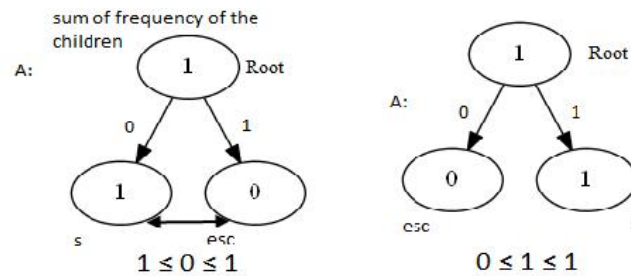 sum of frequency of the
children
A:
1
Root
0
1
1
0
s
esc
1 ≤ 0 ≤ 1
1
Root
A:
0
1
0
1
esc
0 ≤ 1 ≤ 1